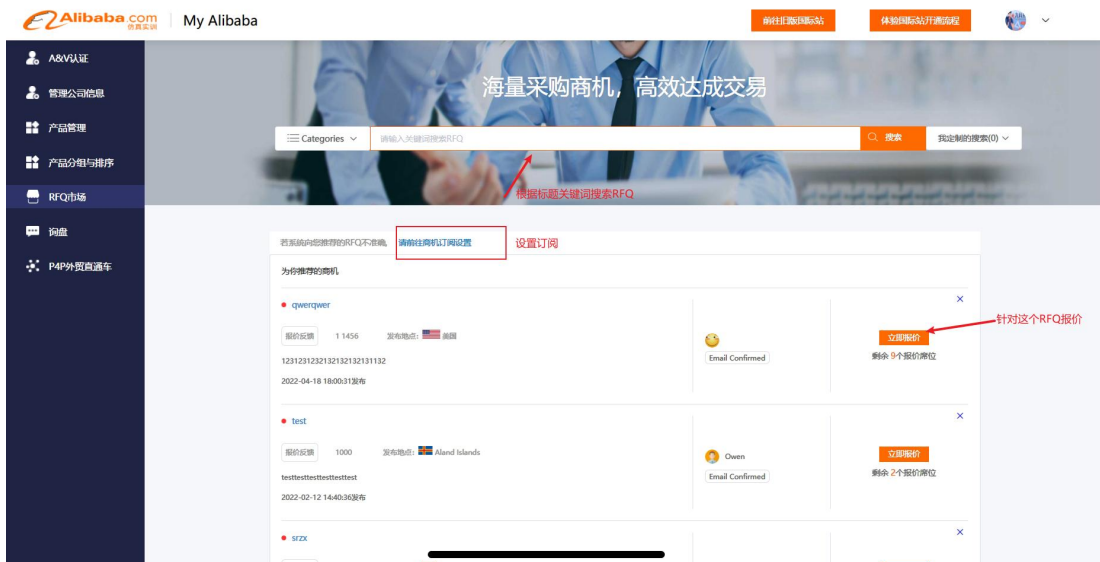 Alibaba.com
仿真实训
My Alibaba
前往旧版国际站
体验国际站开通流程
A&V认证
管理公司信息
产品管理
产品分组与排序
RFQ市场
询盘
P4P外贸直通车
海量采购商机，高效达成交易
Categories
请输入关键词搜索RFQ
搜索
我定制的搜索(0)
根据标题关键词搜索RFQ
若系统向您推荐的RFQ不准确, 请前往商机订阅设置
设置订阅
为你推荐的商机
qwerqwer
报价反馈 1 1456 发布地点: 美国
1231231232132132132131132
2022-04-18 18:00:31发布
Email Confirmed
立即报价
剩余 9个报价席位
针对这个RFQ报价
test
报价反馈 1000 发布地点: Aland Islands
testtesttesttesttesttest
2022-02-12 14:40:36发布
Owen
Email Confirmed
立即报价
剩余 2个报价席位
srzx